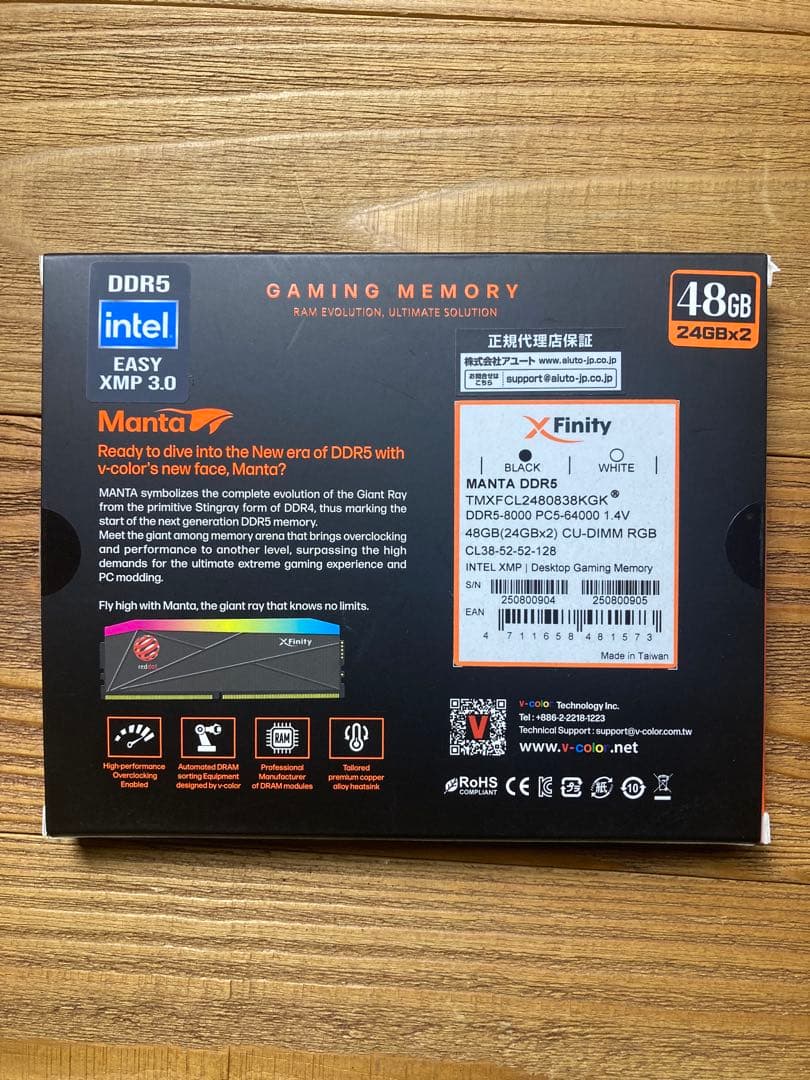 DDR5
intel
EASY
XMP 3.0
GAMING MEMORY
RAM EVOLUTION, ULTIMATE SOLUTION
48GB
24GBx2
正規代理店保証
株式会社アユート www.aiuto-jp.co.jp
お問合せは
こちら
support@aiuto-jp.co.jp
Manta
Ready to dive into the New era of DDR5 with
v-color's new face, Manta?
MANTA symbolizes the complete evolution of the Giant Ray
from the primitive Stingray form of DDR4, thus marking the
start of the next generation DDR5 memory.
Meet the giant among memory arena that brings overclocking
and performance to another level, surpassing the high
demands for the ultimate extreme gaming experience and
PC modding.
Fly high with Manta, the giant ray that knows no limits.
XFinity
reddot
XFinity
BLACK
WHITE
MANTA DDR5
TMXFCL2480838KGK®
DDR5-8000 PC5-64000 1.4V
48GB(24GBx2) CU-DIMM RGB
CL38-52-52-128
INTEL XMP | Desktop Gaming Memory
S/N
250800904 250800905
EAN
4 711658 481573
Made in Taiwan
High-performance
Overclocking
Enabled
Automated DRAM
sorting Equipment
designed by v-color
RAM
Professional
Manufacturer
of DRAM modules
Tailored
premium copper
alloy heatsink
V
v-color Technology Inc.
Tel : +886-2-2218-1223
Technical Support : support@v-color.com.tw
www.v-color.net
RoHS
COMPLIANT
CE
プラ
紙
10